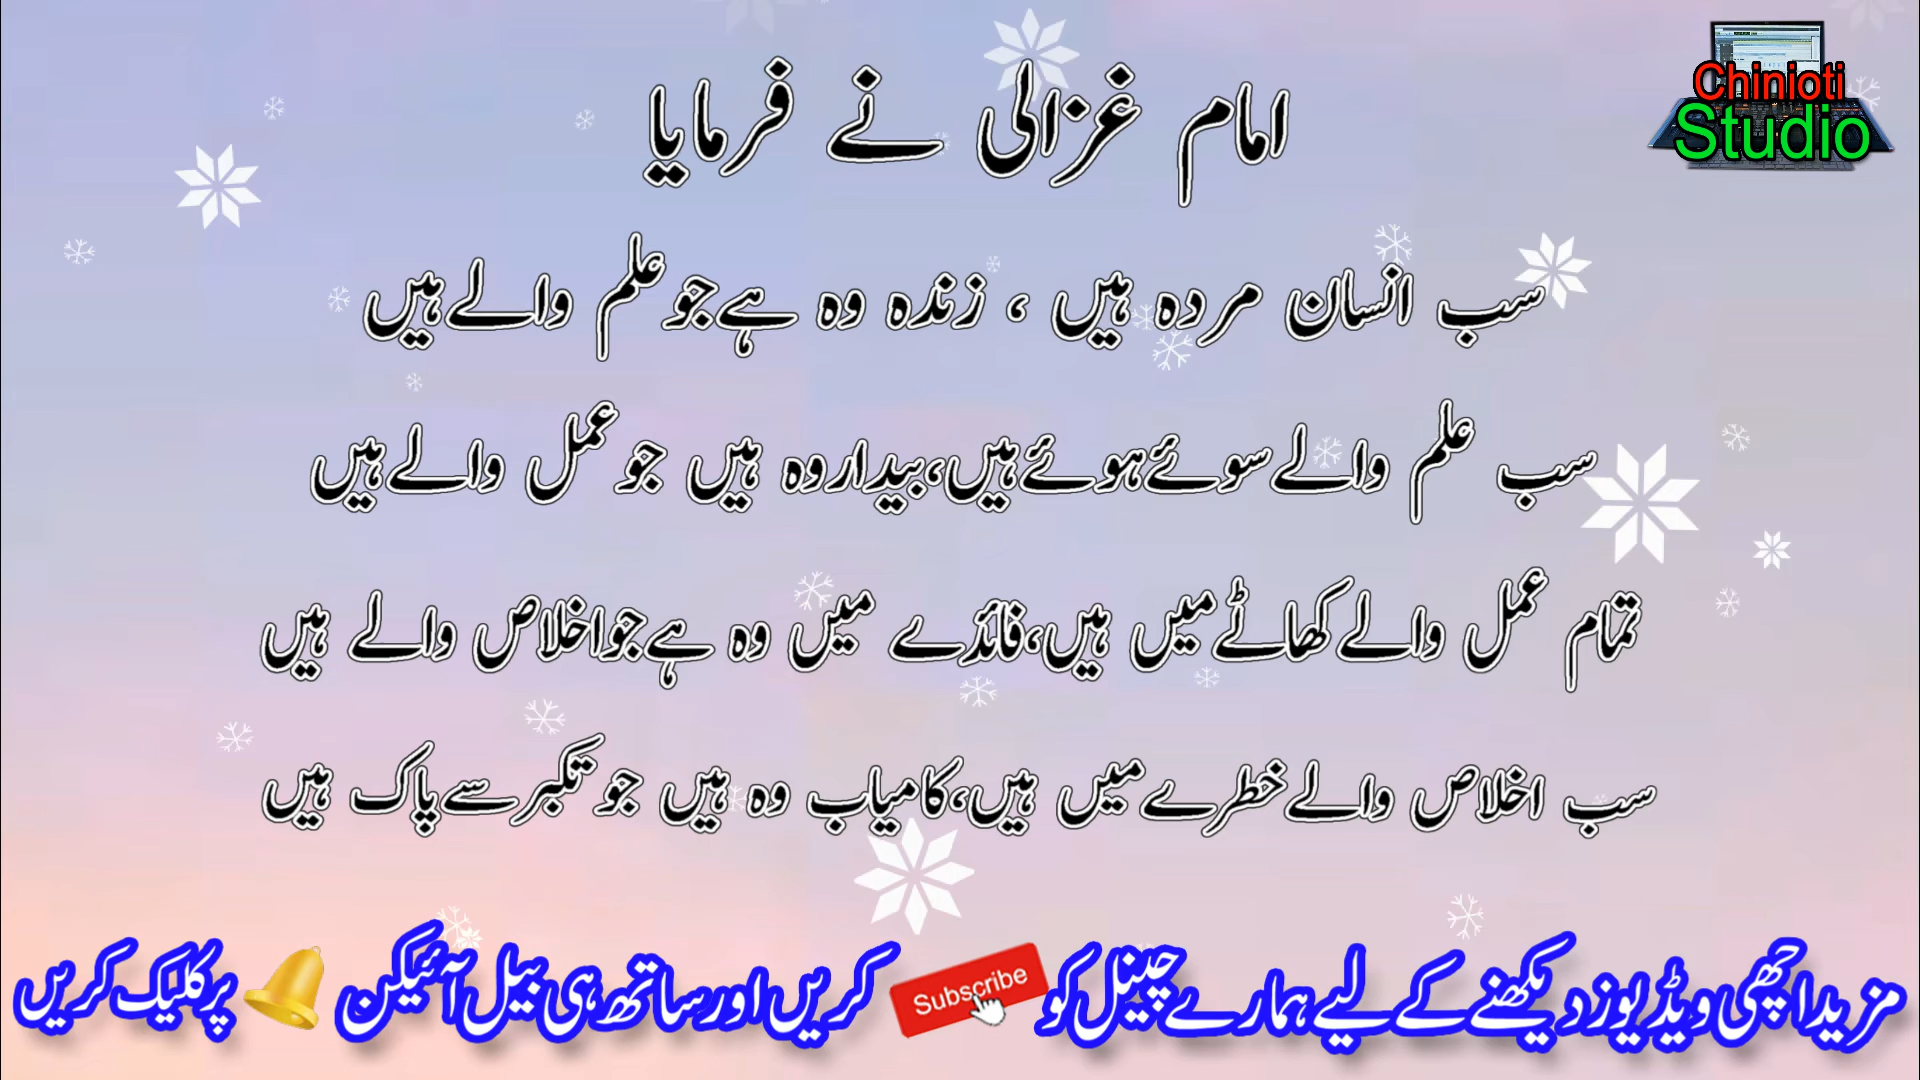 Chinioti
Studio
امام غزالی نے فرمایا
سب انسان مردہ ہیں ، زندہ وہ ہے جو علم والے ہیں
سب علم والے سوئے ہوئے ہیں، بیدار وہ ہیں جو عمل والے ہیں
تمام عمل والے کھاٹے میں ہیں، فائدے میں وہ ہے جو اخلاص والے ہیں
سب اخلاص والے خطرے میں ہیں، کامیاب وہ ہیں جو تکبر سے پاک ہیں
مزید اچھی ویڈیوز دیکھنے کے لیے ہمارے چینل کو Subscribe کریں اور ساتھ ہی بیل آئیکن پر کلیک کریں